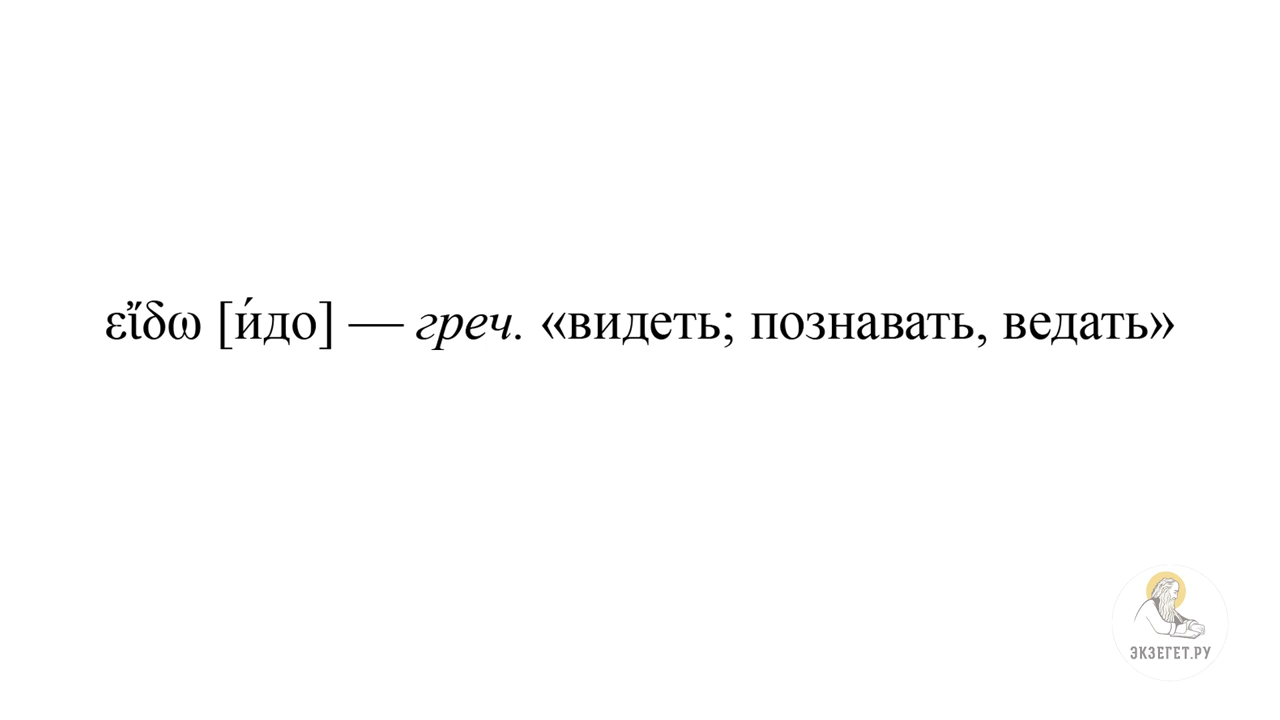 εἴδω [и́до] — греч. «видеть; познавать, ведать»
ЭКЗЕГЕТ.РУ